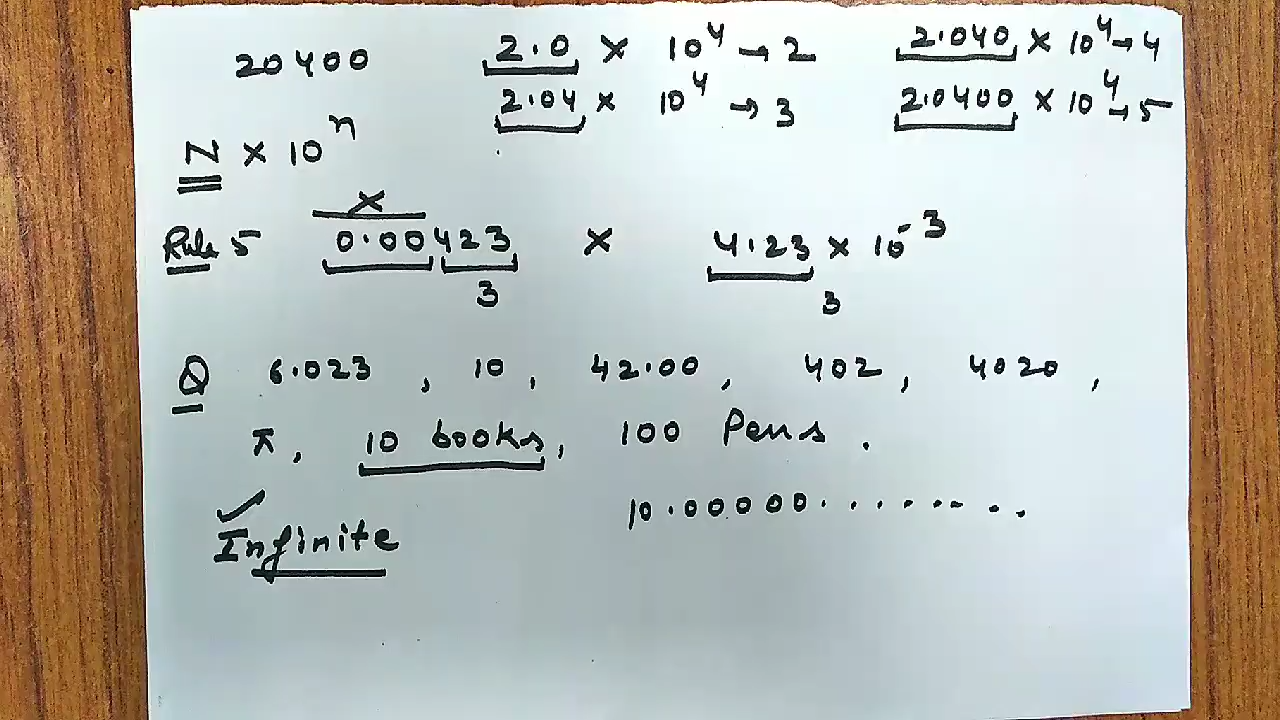 20400 2.0 × 10⁴ → 2 2.040 × 10⁴ → 4
2.04 × 10⁴ → 3 2.0400 × 10⁴ → 5
N × 10ⁿ
×
Rule 5 0.00423 × 4.23 × 10⁻³
3 3
Q 6.023 , 10 , 42.00 , 402 , 4020 ,
π , 10 books , 100 Pens .
✓
Infinite 10.00000.........